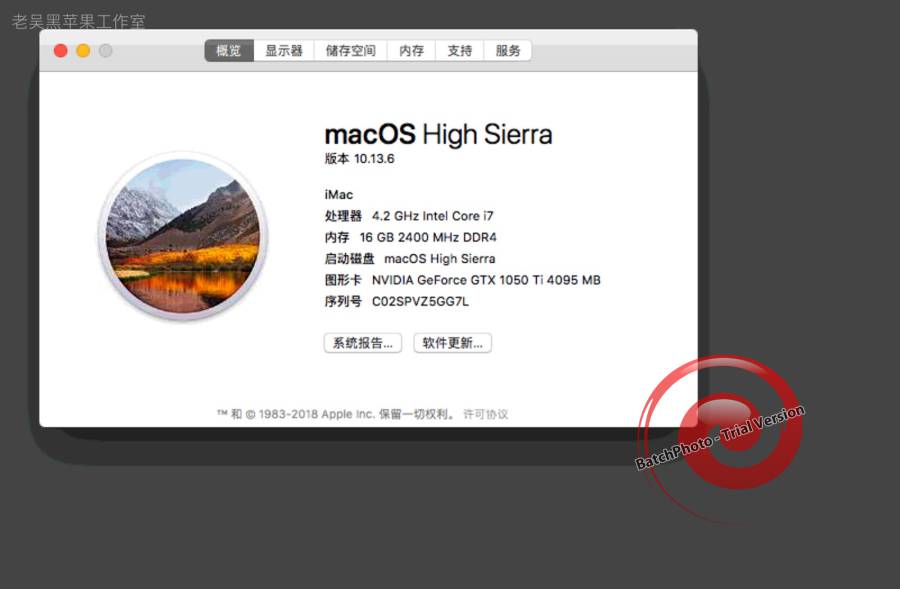 老吴黑苹果工作室
概览 显示器 储存空间 内存 支持 服务
macOS High Sierra
版本 10.13.6
iMac
处理器 4.2 GHz Intel Core i7
内存 16 GB 2400 MHz DDR4
启动磁盘 macOS High Sierra
图形卡 NVIDIA GeForce GTX 1050 Ti 4095 MB
序列号 C02SPVZ5GG7L
系统报告... 软件更新...
™ 和 © 1983-2018 Apple Inc. 保留一切权利。 许可协议
BatchPhoto - Trial Version